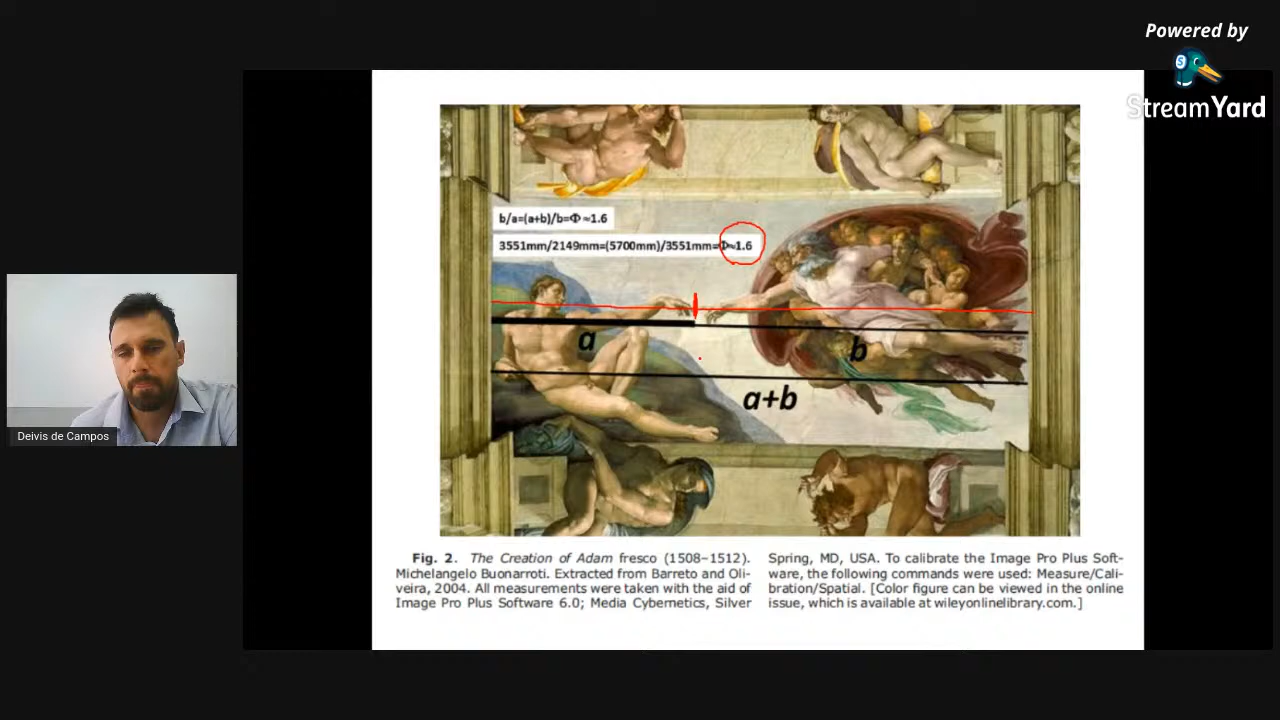 Powered by
StreamYard
b/a=(a+b)/b=Φ≈1.6
3551mm/2149mm=(5700mm)/3551mm=Φ≈1.6
a
b
a+b
Deivis de Campos
Fig. 2. The Creation of Adam fresco (1508–1512).
Michelangelo Buonarroti. Extracted from Barreto and Oli-
veira, 2004. All measurements were taken with the aid of
Image Pro Plus Software 6.0; Media Cybernetics, Silver
Spring, MD, USA. To calibrate the Image Pro Plus Soft-
ware, the following commands were used: Measure/Cali-
bration/Spatial. [Color figure can be viewed in the online
issue, which is available at wileyonlinelibrary.com.]